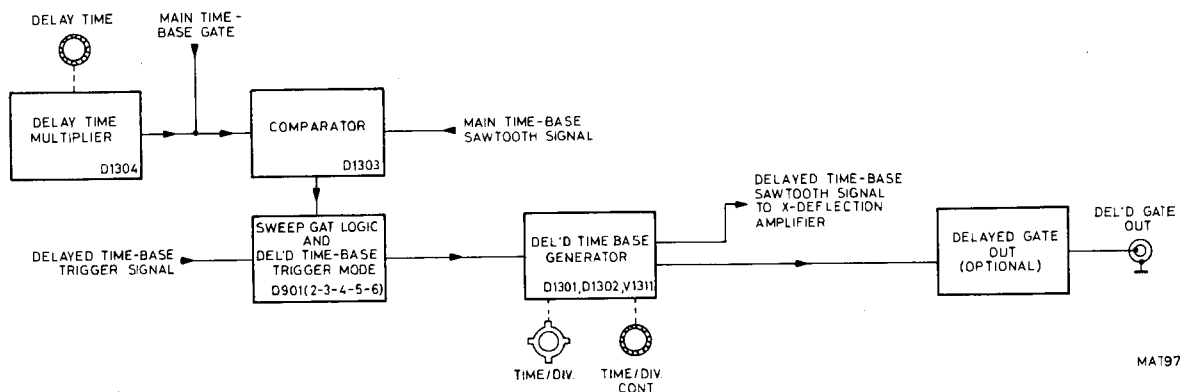 DELAY TIME
MAIN TIME-
BASE GATE
DELAY TIME
MULTIPLIER
D1304
COMPARATOR
D1303
MAIN TIME-BASE
SAWTOOTH SIGNAL
DELAYED TIME-BASE
TRIGGER SIGNAL
SWEEP GAT LOGIC
AND
DEL'D TIME-BASE
TRIGGER MODE
D901(2-3-4-5-6)
DEL'D TIME BASE
GENERATOR
D1301,D1302,V1311
TIME/DIV.
TIME/DIV.
CONT
DELAYED TIME-BASE
SAWTOOTH SIGNAL
TO X-DEFLECTION
AMPLIFIER
DELAYED GATE
OUT
(OPTIONAL)
DEL'D GATE
OUT
MAT97